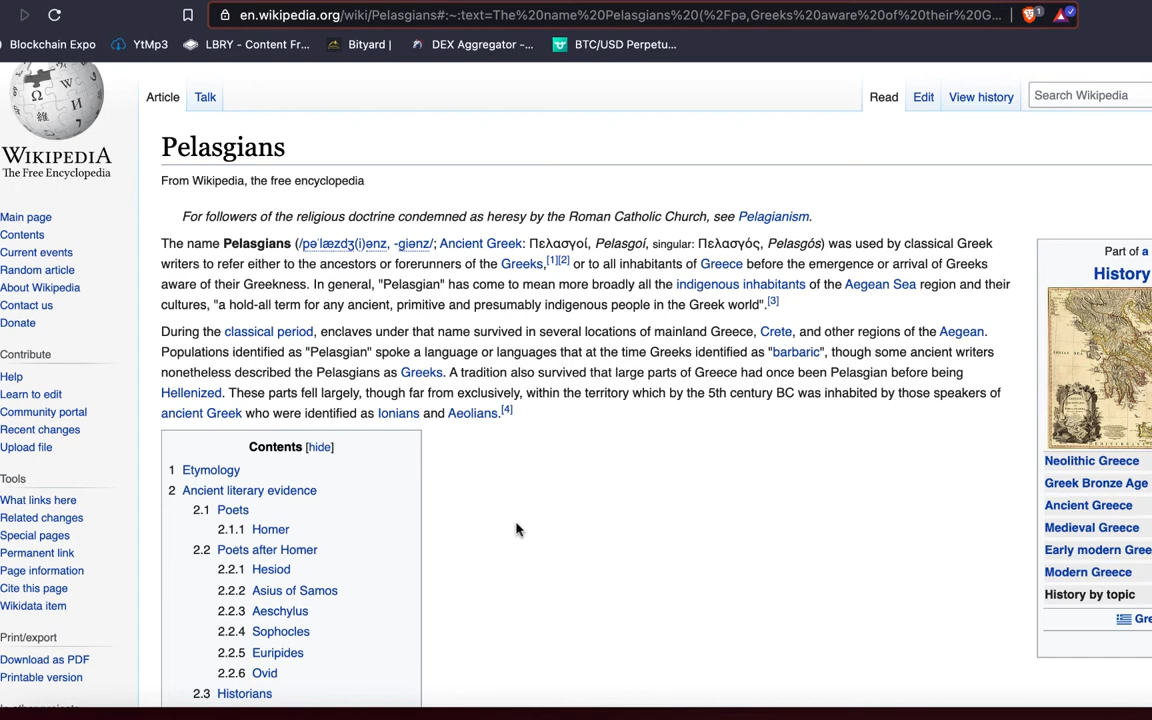 en.wikipedia.org/wiki/Pelasgians#:~:text=The%20name%20Pelasgians%20(%2Fpə,Greeks%20aware%20of%20their%20G...
Blockchain Expo YtMp3 LBRY - Content Fr... Bityard | DEX Aggregator -... BTC/USD Perpetu...
WIKIPEDIA
The Free Encyclopedia
Main page
Contents
Current events
Random article
About Wikipedia
Contact us
Donate
Contribute
Help
Learn to edit
Community portal
Recent changes
Upload file
Tools
What links here
Related changes
Special pages
Permanent link
Page information
Cite this page
Wikidata item
Print/export
Download as PDF
Printable version
Article Talk Read Edit View history Search Wikipedia
Pelasgians
From Wikipedia, the free encyclopedia
For followers of the religious doctrine condemned as heresy by the Roman Catholic Church, see Pelagianism.
The name Pelasgians (/pəˈlæzdʒ(i)ənz, -ɡiənz/; Ancient Greek: Πελασγοί, Pelasgoí, singular: Πελασγός, Pelasgós) was used by classical Greek
writers to refer either to the ancestors or forerunners of the Greeks,[1][2] or to all inhabitants of Greece before the emergence or arrival of Greeks
aware of their Greekness. In general, "Pelasgian" has come to mean more broadly all the indigenous inhabitants of the Aegean Sea region and their
cultures, "a hold-all term for any ancient, primitive and presumably indigenous people in the Greek world".[3]
During the classical period, enclaves under that name survived in several locations of mainland Greece, Crete, and other regions of the Aegean.
Populations identified as "Pelasgian" spoke a language or languages that at the time Greeks identified as "barbaric", though some ancient writers
nonetheless described the Pelasgians as Greeks. A tradition also survived that large parts of Greece had once been Pelasgian before being
Hellenized. These parts fell largely, though far from exclusively, within the territory which by the 5th century BC was inhabited by those speakers of
ancient Greek who were identified as Ionians and Aeolians.[4]
Contents [hide]
1 Etymology
2 Ancient literary evidence
2.1 Poets
2.1.1 Homer
2.2 Poets after Homer
2.2.1 Hesiod
2.2.2 Asius of Samos
2.2.3 Aeschylus
2.2.4 Sophocles
2.2.5 Euripides
2.2.6 Ovid
2.3 Historians
Part of a
History
Neolithic Greece
Greek Bronze Age
Ancient Greece
Medieval Greece
Early modern Gree
Modern Greece
History by topic
Gre